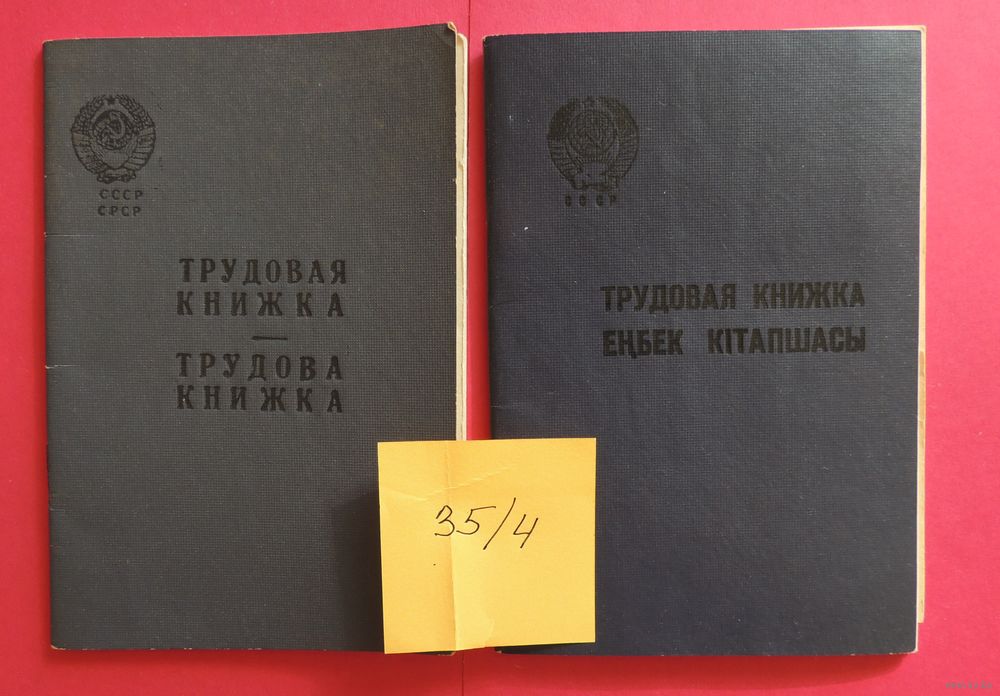 СССР
СРСР
ТРУДОВАЯ
КНИЖКА
—
ТРУДОВА
КНИЖКА
СССР
ТРУДОВАЯ КНИЖКА
ЕҢБЕК КІТАПШАСЫ
35/4